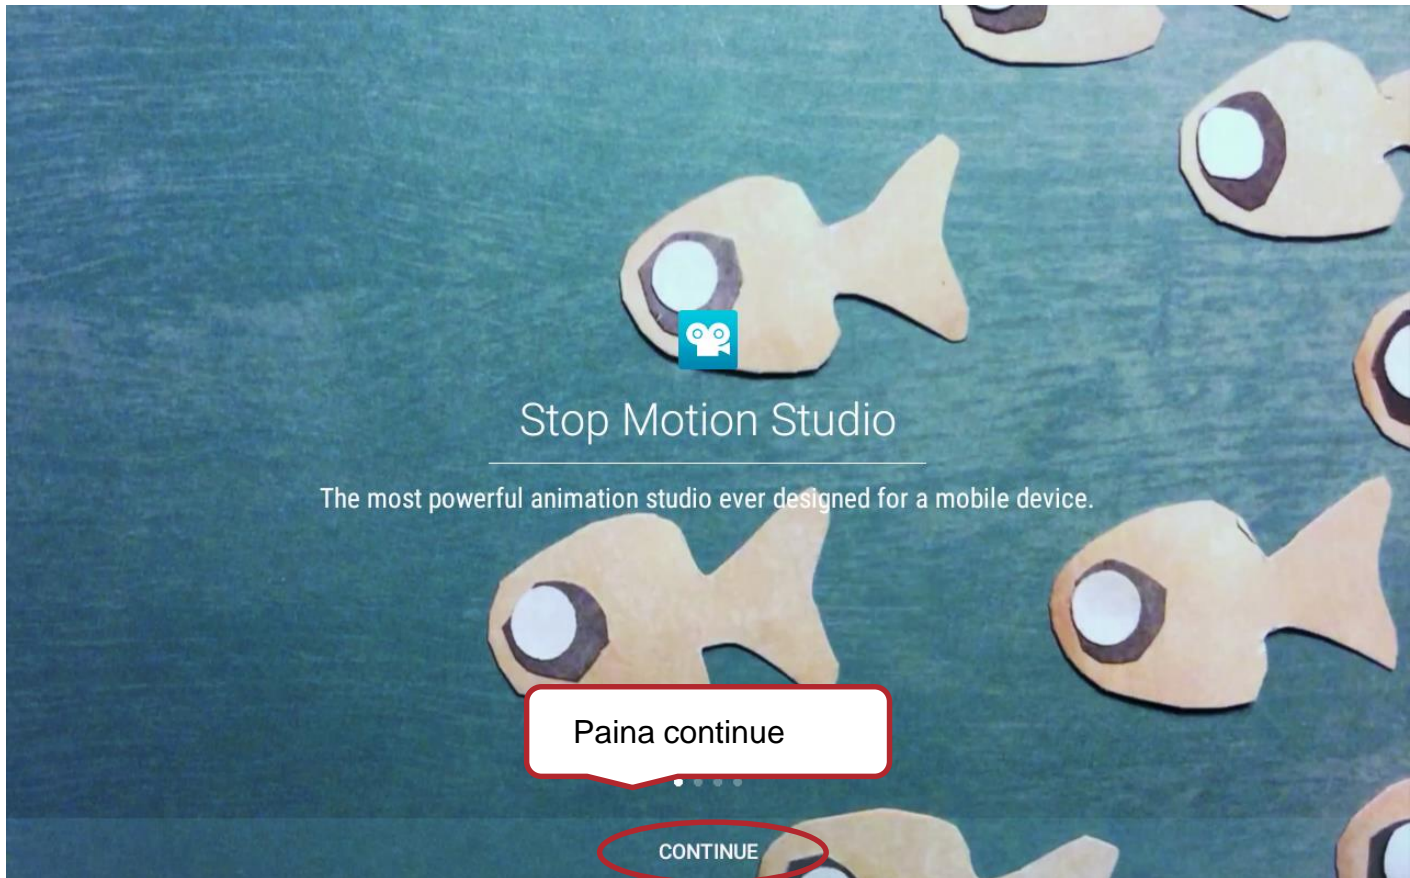 Stop Motion Studio
The most powerful animation studio ever designed for a mobile device.
Paina continue
CONTINUE